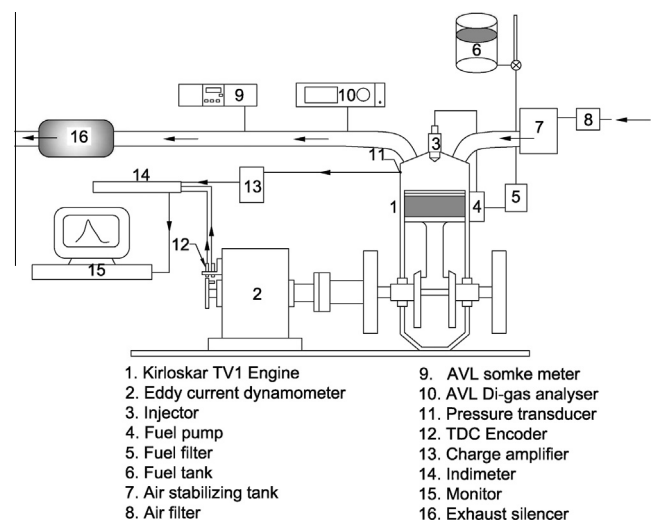 6
9
10
16
3
7
8
11
14
13
1
4
5
12
15
2
1. Kirloskar TV1 Engine
2. Eddy current dynamometer
3. Injector
4. Fuel pump
5. Fuel filter
6. Fuel tank
7. Air stabilizing tank
8. Air filter
9. AVL somke meter
10. AVL Di-gas analyser
11. Pressure transducer
12. TDC Encoder
13. Charge amplifier
14. Indimeter
15. Monitor
16. Exhaust silencer